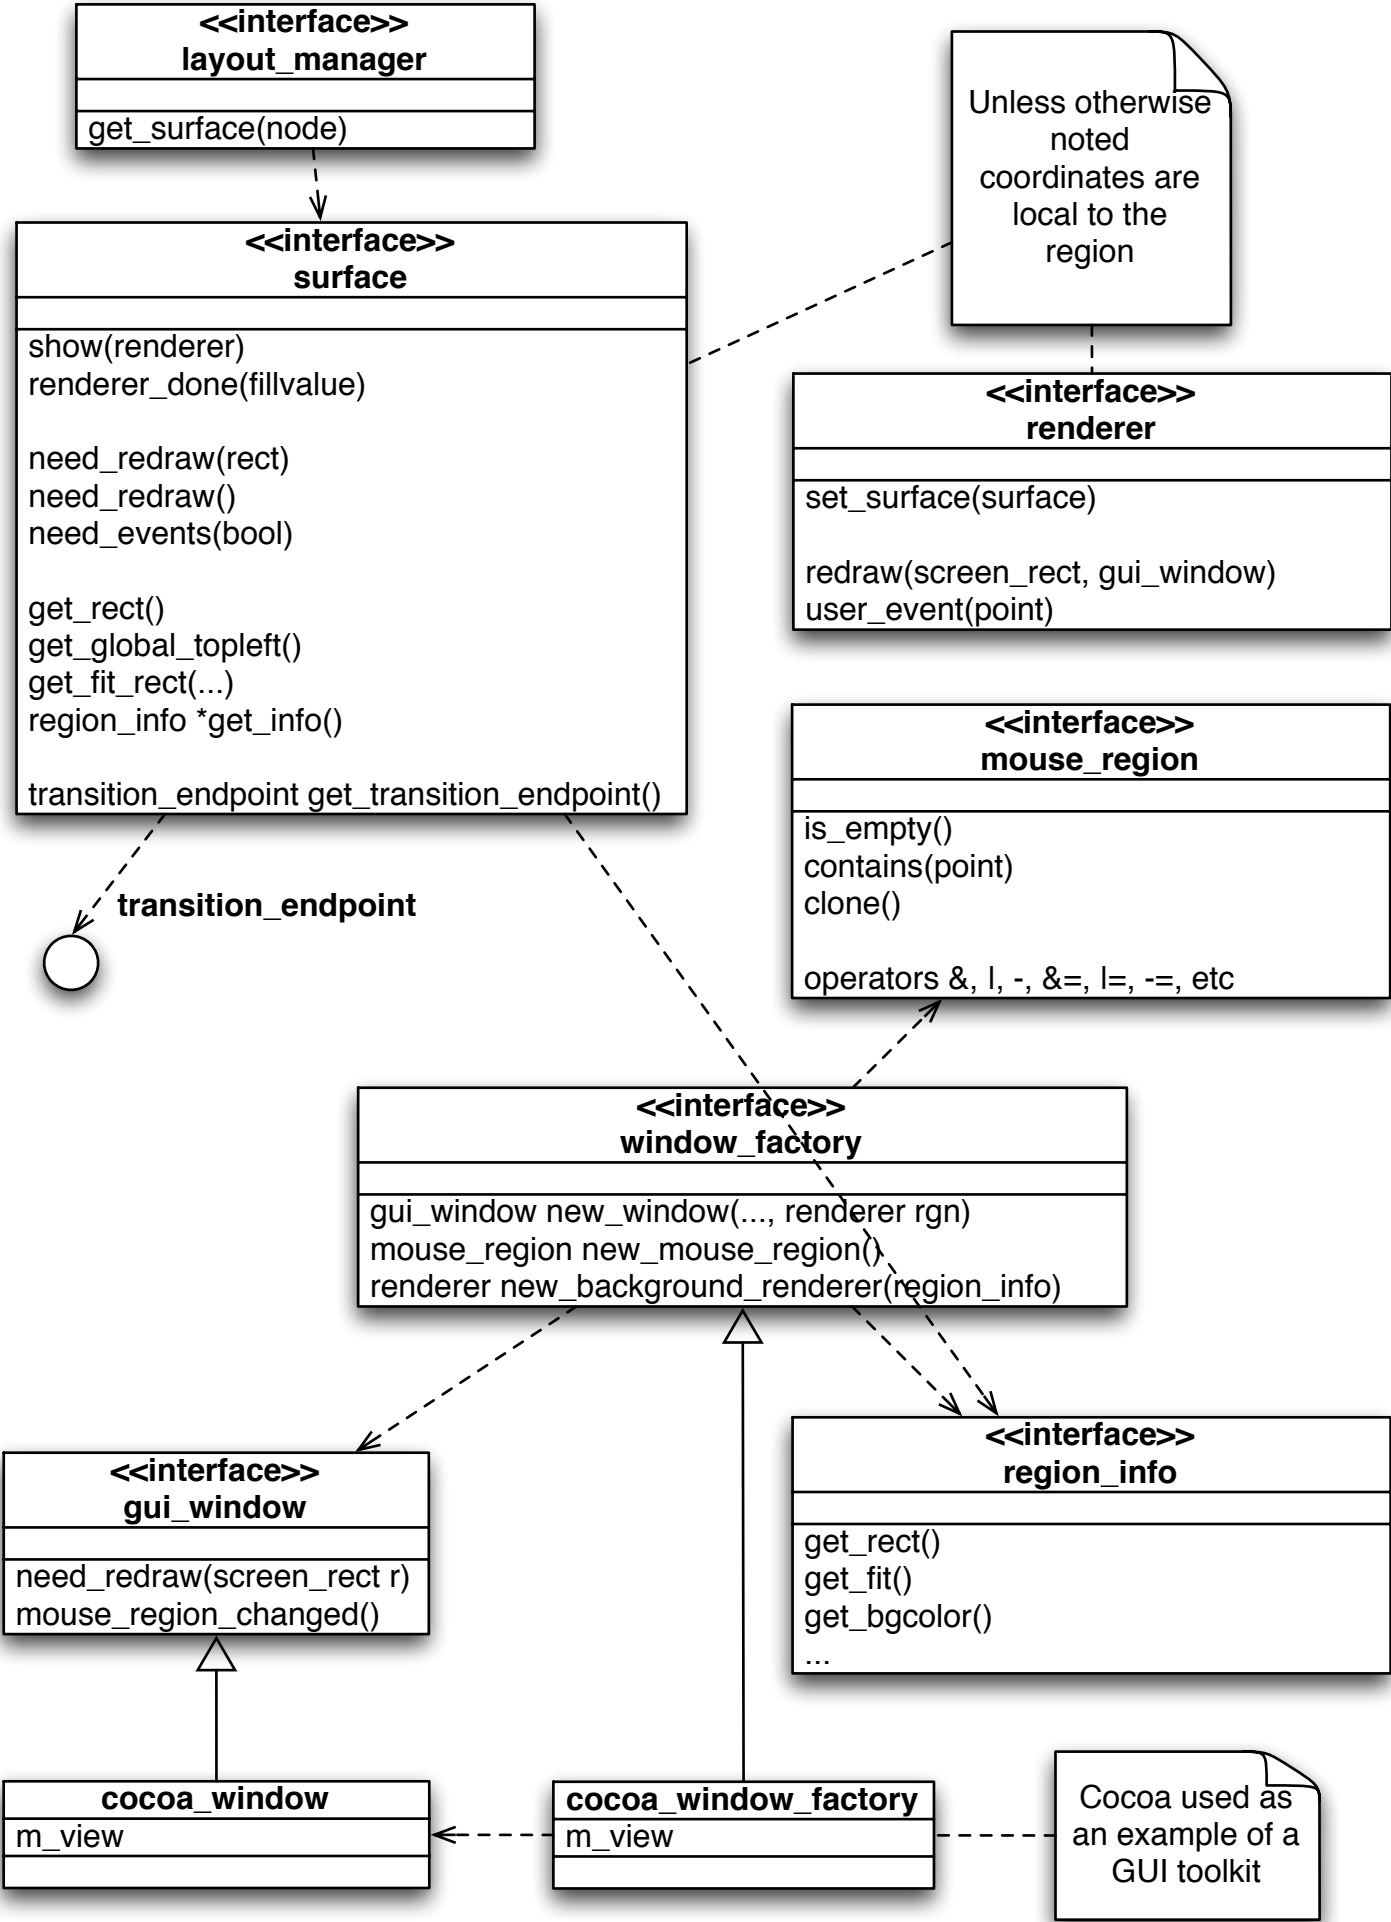 <<interface>>
layout_manager
get_surface(node)
Unless otherwise
noted
coordinates are
local to the
region
<<interface>>
surface
show(renderer)
renderer_done(fillvalue)
need_redraw(rect)
need_redraw()
need_events(bool)
get_rect()
get_global_topleft()
get_fit_rect(...)
region_info *get_info()
transition_endpoint get_transition_endpoint()
<<interface>>
renderer
set_surface(surface)
redraw(screen_rect, gui_window)
user_event(point)
<<interface>>
mouse_region
is_empty()
contains(point)
clone()
operators &, |, -, &=, |=, -=, etc
transition_endpoint
<<interface>>
window_factory
gui_window new_window(..., renderer rgn)
mouse_region new_mouse_region()
renderer new_background_renderer(region_info)
<<interface>>
gui_window
need_redraw(screen_rect r)
mouse_region_changed()
<<interface>>
region_info
get_rect()
get_fit()
get_bgcolor()
...
cocoa_window
m_view
cocoa_window_factory
m_view
Cocoa used as
an example of a
GUI toolkit